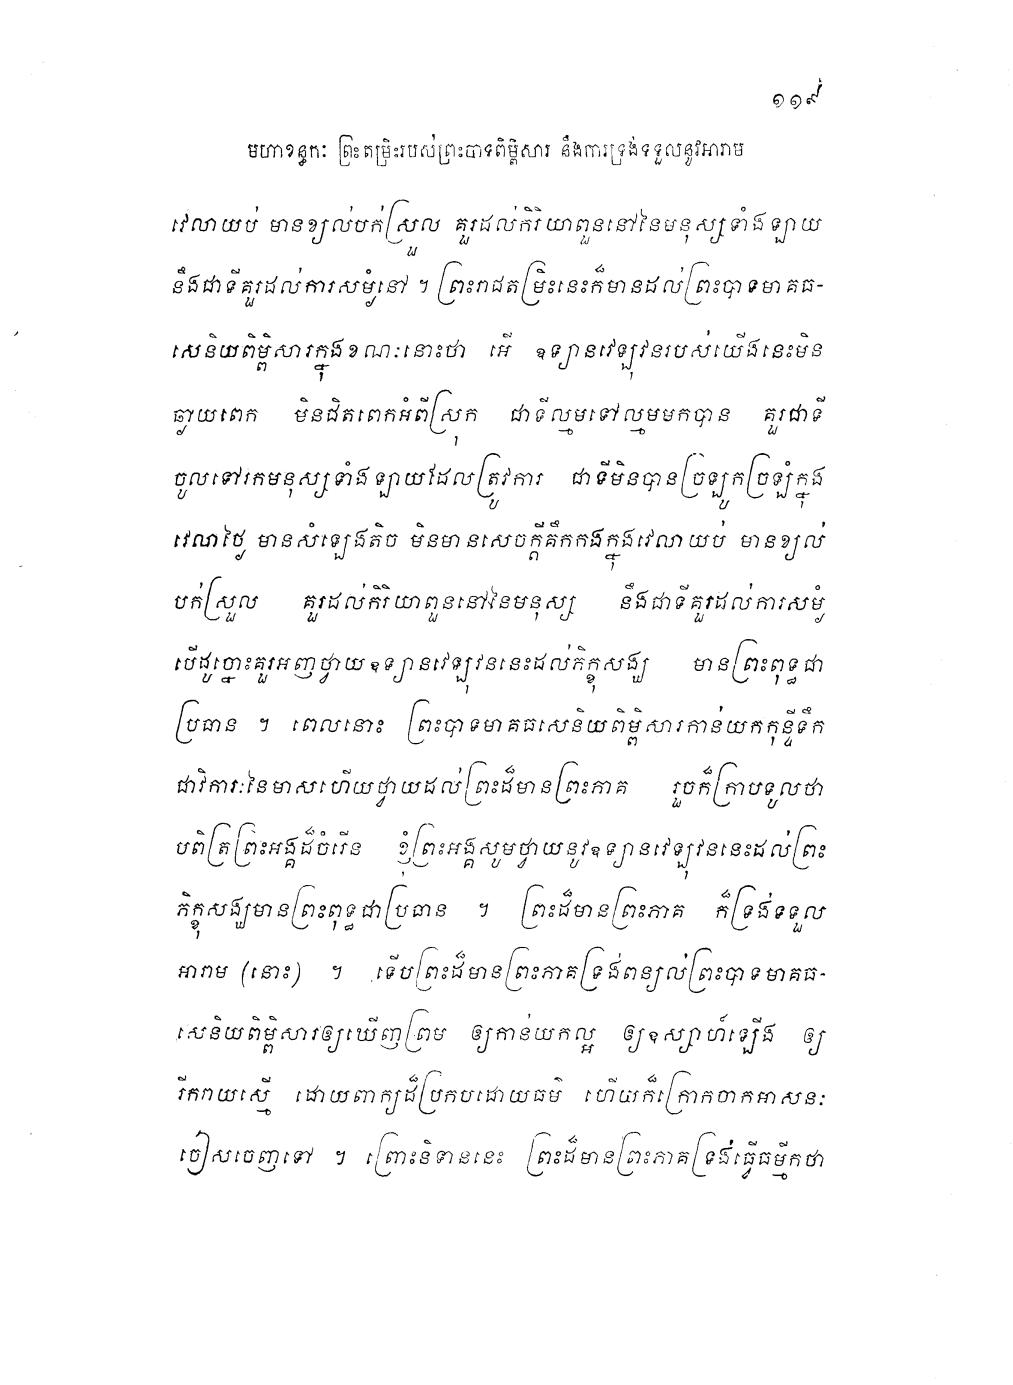 ១១៩
មហាខន្ធកៈ ព្រះតម្រិះរបស់ព្រះបាទពិម្ពិសារ នឹងការទ្រង់ទទួលនូវអារាម
វេលាយប់ មានខ្យល់បក់ស្រួល គួរដល់កិរិយាពួននៅនៃមនុស្សទាំងឡាយ
នឹងជាទីគួរដល់ការសម្ងំនៅ ។ ព្រះរាជតម្រិះនេះក៏មានដល់ព្រះបាទមាគធ-
សេនិយពិម្ពិសារក្នុងខណៈនោះថា អើ ឧទ្យានវេឡុវនរបស់យើងនេះមិន
ឆ្ងាយពេក មិនជិតពេកអំពីស្រុក ជាទីល្មមទៅល្មមមកបាន គួរជាទី
ចូលទៅរកមនុស្សទាំងឡាយដែលត្រូវការ ជាទីមិនបានច្រឡូកច្រឡំក្នុង
វេលាថ្ងៃ មានសំឡេងតិច មិនមានសេចក្តីគឹកកងក្នុងវេលាយប់ មានខ្យល់
បក់ស្រួល គួរដល់កិរិយាពួននៅនៃមនុស្ស នឹងជាទីគួរដល់ការសម្ងំ
បើដូច្នោះគួរអញថ្វាយឧទ្យានវេឡុវននេះដល់ភិក្ខុសង្ឃ មានព្រះពុទ្ធជា
ប្រធាន ។ ពេលនោះ ព្រះបាទមាគធសេនិយពិម្ពិសារកាន់យកកុន្ទីទឹក
ជាវិការៈនៃមាសហើយថ្វាយដល់ព្រះដ៏មានព្រះភាគ រួចក៏ក្រាបទូលថា
បពិត្រព្រះអង្គដ៏ចំរើន ខ្ញុំព្រះអង្គសូមថ្វាយនូវឧទ្យានវេឡុវននេះដល់ព្រះ
ភិក្ខុសង្ឃមានព្រះពុទ្ធជាប្រធាន ។ ព្រះដ៏មានព្រះភាគ ក៏ទ្រង់ទទួល
អារាម (នោះ) ។ ទើបព្រះដ៏មានព្រះភាគទ្រង់ពន្យល់ព្រះបាទមាគធ-
សេនិយពិម្ពិសារឲ្យឃើញព្រម ឲ្យកាន់យកល្អ ឲ្យឧស្សាហ៍ឡើង ឲ្យ
រីករាយស្មើ ដោយពាក្យដ៏ប្រកបដោយធម៌ ហើយក៏ក្រោកចាកអាសនៈ
ចៀសចេញទៅ ។ ព្រោះនិទាននេះ ព្រះដ៏មានព្រះភាគទ្រង់ធ្វើធម្មីកថា